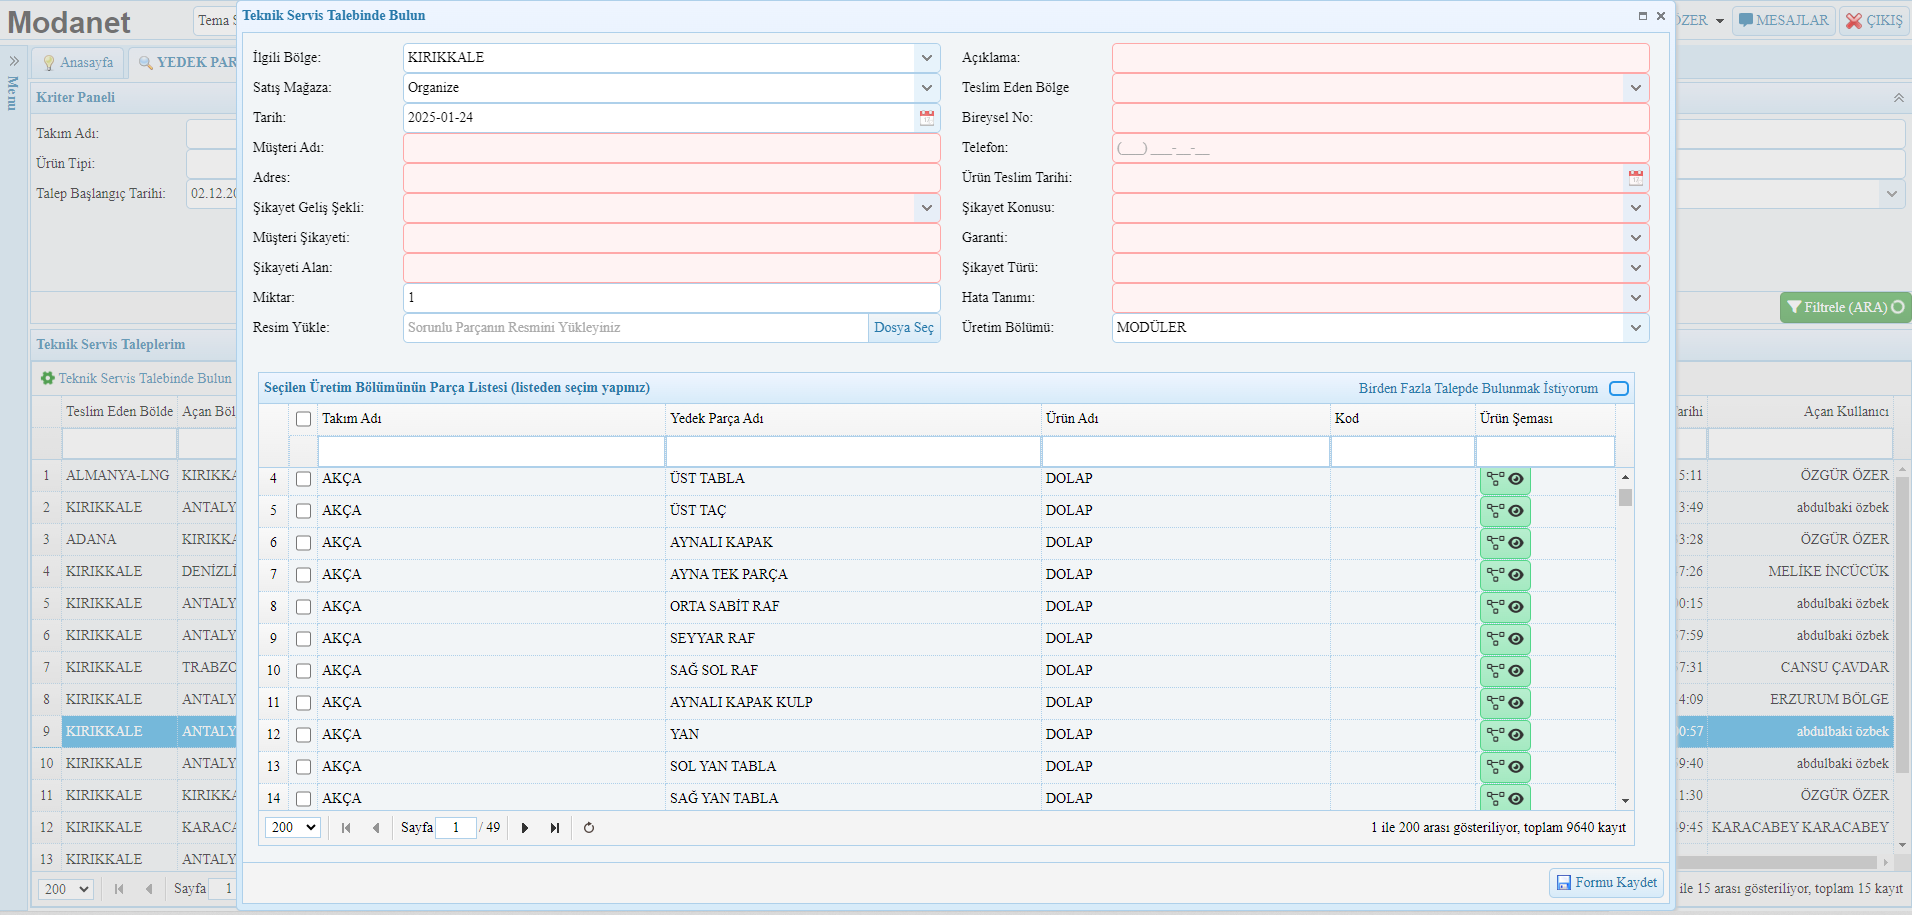 Modanet
Tema S
Teknik Servis Talebinde Bulun
ÖZER
MESAJLAR
ÇIKIŞ
Menu
Anasayfa
YEDEK PAR
Kriter Paneli
Takım Adı:
Ürün Tipi:
Talep Başlangıç Tarihi: 02.12.20
Filtrele (ARA)
İlgili Bölge: KIRIKKALE
Açıklama:
Satış Mağaza: Organize
Teslim Eden Bölge
Tarih: 2025-01-24
Bireysel No:
Müşteri Adı:
Telefon: (___) ___-__-__
Adres:
Ürün Teslim Tarihi:
Şikayet Geliş Şekli:
Şikayet Konusu:
Müşteri Şikayeti:
Garanti:
Şikayeti Alan:
Şikayet Türü:
Miktar: 1
Hata Tanımı:
Resim Yükle: Sorunlu Parçanın Resmini Yükleyiniz Dosya Seç
Üretim Bölümü: MODÜLER
Seçilen Üretim Bölümünün Parça Listesi (listeden seçim yapınız)
Birden Fazla Talepde Bulunmak İstiyorum
Takım Adı Yedek Parça Adı Ürün Adı Kod Ürün Şeması
4 AKÇA ÜST TABLA DOLAP
5 AKÇA ÜST TAÇ DOLAP
6 AKÇA AYNALI KAPAK DOLAP
7 AKÇA AYNA TEK PARÇA DOLAP
8 AKÇA ORTA SABİT RAF DOLAP
9 AKÇA SEYYAR RAF DOLAP
10 AKÇA SAĞ SOL RAF DOLAP
11 AKÇA AYNALI KAPAK KULP DOLAP
12 AKÇA YAN DOLAP
13 AKÇA SOL YAN TABLA DOLAP
14 AKÇA SAĞ YAN TABLA DOLAP
200 Sayfa 1 / 49
1 ile 200 arası gösteriliyor, toplam 9640 kayıt
Formu Kaydet
Teknik Servis Taleplerim
Teknik Servis Talebinde Bulun
Teslim Eden Bölde Açan Böl
arihi Açan Kullanıcı
1 ALMANYA-LNG KIRIKKA 5:11 ÖZGÜR ÖZER
2 KIRIKKALE ANTALY 3:49 abdulbaki özbek
3 ADANA KIRIKKA 3:28 ÖZGÜR ÖZER
4 KIRIKKALE DENİZLİ 7:26 MELİKE İNCÜCÜK
5 KIRIKKALE ANTALY 0:15 abdulbaki özbek
6 KIRIKKALE ANTALY 7:59 abdulbaki özbek
7 KIRIKKALE TRABZO 7:31 CANSU ÇAVDAR
8 KIRIKKALE ANTALY 4:09 ERZURUM BÖLGE
9 KIRIKKALE ANTALY 0:57 abdulbaki özbek
10 KIRIKKALE ANTALY 9:40 abdulbaki özbek
11 KIRIKKALE KIRIKKA 1:30 ÖZGÜR ÖZER
12 KIRIKKALE KARACA 9:45 KARACABEY KARACABEY
13 KIRIKKALE ANTALY
200 Sayfa 1
ile 15 arası gösteriliyor, toplam 15 kayıt